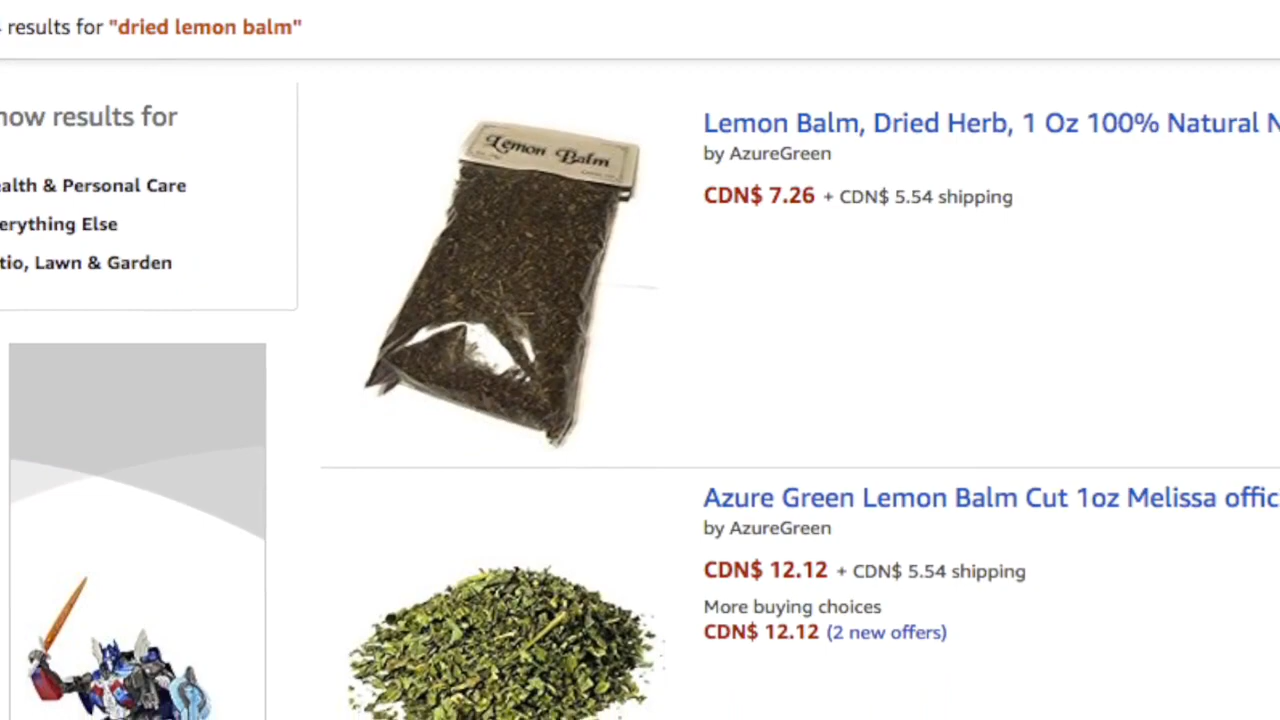 results for "dried lemon balm"
how results for
ealth & Personal Care
erything Else
tio, Lawn & Garden
Lemon Balm
Lemon Balm, Dried Herb, 1 Oz 100% Natural N
by AzureGreen
CDN$ 7.26 + CDN$ 5.54 shipping
Azure Green Lemon Balm Cut 1oz Melissa offic
by AzureGreen
CDN$ 12.12 + CDN$ 5.54 shipping
More buying choices
CDN$ 12.12 (2 new offers)